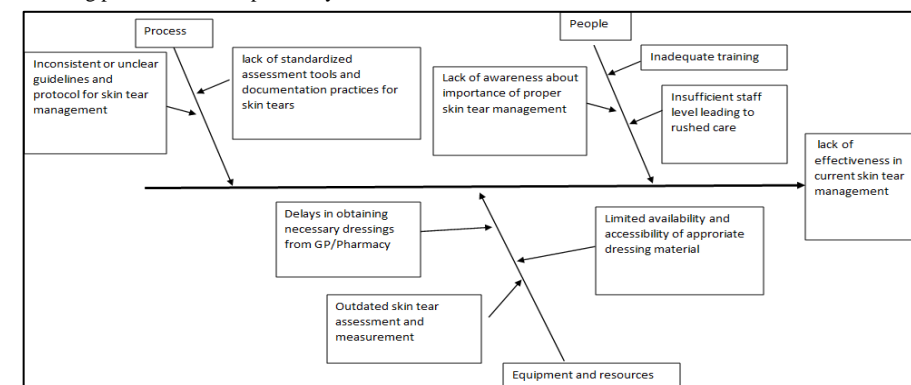 Process
People
Inconsistent or unclear
guidelines and
protocol for skin tear
management
lack of standardized
assessment tools and
documentation practices for
skin tears
Inadequate training
Lack of awareness about
importance of proper
skin tear management
Insufficient staff
level leading to
rushed care
lack of
effectiveness in
current skin tear
management
Delays in obtaining
necessary dressings
from GP/Pharmacy
Limited availability and
accessibility of approriate
dressing material
Outdated skin tear
assessment and
measurement
Equipment and resources